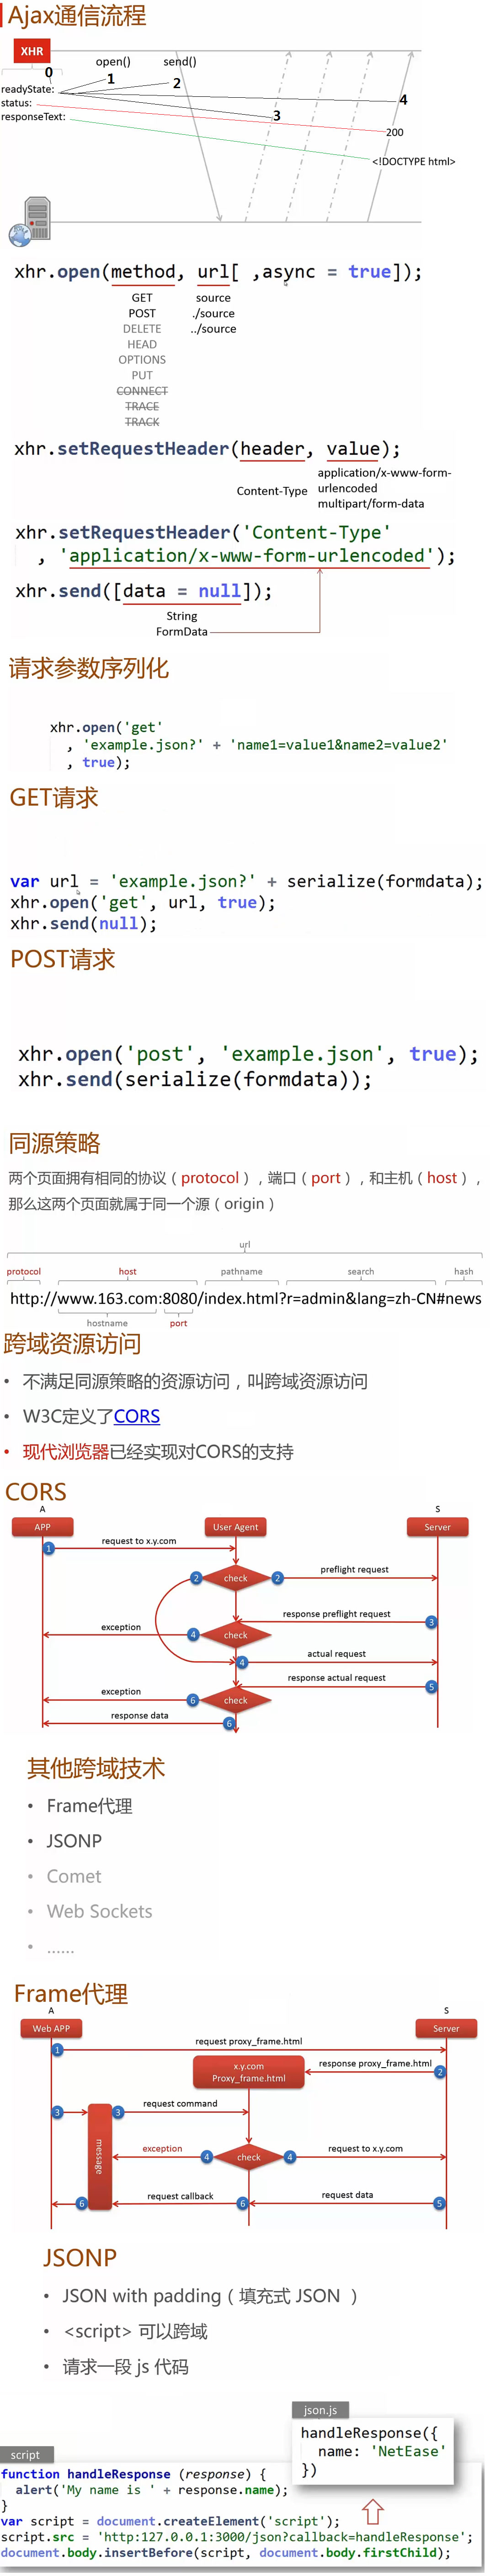 Ajax通信流程
XHR
open() send()
0
1
2
readyState:
4
status:
3
responseText:
200
<!DOCTYPE html>
xhr.open(method, url[ ,async = true]);
GET source
POST ./source
DELETE ../source
HEAD
OPTIONS
PUT
CONNECT
TRACE
TRACK
xhr.setRequestHeader(header, value);
application/x-www-form-
Content-Type urlencoded
multipart/form-data
xhr.setRequestHeader('Content-Type'
, 'application/x-www-form-urlencoded');
xhr.send([data = null]);
String
FormData
请求参数序列化
xhr.open('get'
, 'example.json?' + 'name1=value1&name2=value2'
, true);
GET请求
var url = 'example.json?' + serialize(formdata);
xhr.open('get', url, true);
xhr.send(null);
POST请求
xhr.open('post', 'example.json', true);
xhr.send(serialize(formdata));
同源策略
两个页面拥有相同的协议（protocol），端口（port），和主机（host），
那么这两个页面就属于同一个源（origin）
url
protocol host pathname search hash
http://www.163.com:8080/index.html?r=admin&lang=zh-CN#news
hostname port
跨域资源访问
• 不满足同源策略的资源访问，叫跨域资源访问
• W3C定义了CORS
• 现代浏览器已经实现对CORS的支持
CORS
A S
APP User Agent Server
1 request to x.y.com
2 check 2 preflight request
response preflight request 3
exception 4 check
4 actual request
response actual request 5
exception 6 check
response data 6
其他跨域技术
• Frame代理
• JSONP
• Comet
• Web Sockets
• ......
Frame代理
A S
Web APP Server
1 request proxy_frame.html
x.y.com
Proxy_frame.html
response proxy_frame.html 2
3 3 request command
message
exception 4 check 4 request to x.y.com
6 request callback 6 request data 5
JSONP
• JSON with padding（填充式 JSON ）
• <script> 可以跨域
• 请求一段 js 代码
json.js
handleResponse({
name: 'NetEase'
})
script
function handleResponse (response) {
alert('My name is ' + response.name);
}
var script = document.createElement('script');
script.src = 'http:127.0.0.1:3000/json?callback=handleResponse';
document.body.insertBefore(script, document.body.firstChild);